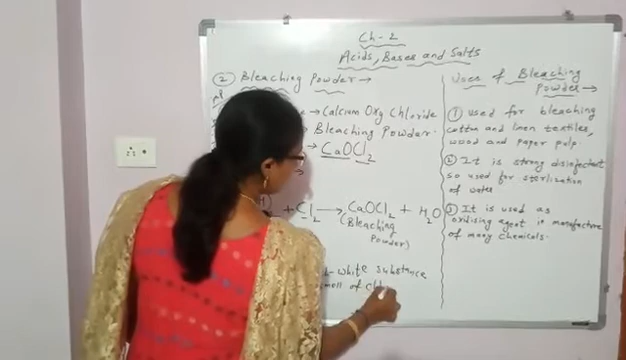 Ch-2
Acids, Bases and Salts
② Bleaching Powder →
→ Calcium Oxy Chloride
Bleaching Powder.
→ CaOCl2
+ Cl2 → CaOCl2 + H2O
(Bleaching
Powder)
white substance
smell of
Uses of Bleaching
Powder →
① Used for bleaching
cotton and linen textiles,
wood and paper pulp.
② It is strong disinfectant
so used for sterilization
of water
③ It is used as
oxidising agent in manufacture
of many chemicals.